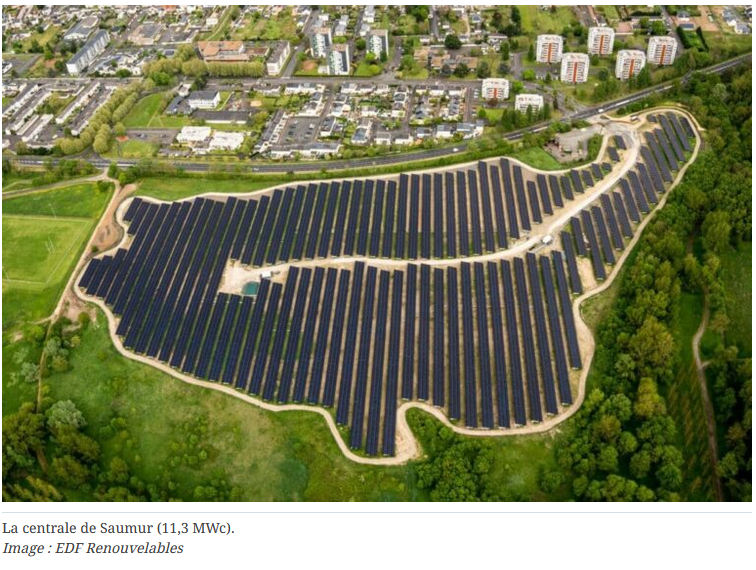 La centrale de Saumur (11,3 MWc).
Image : EDF Renouvelables